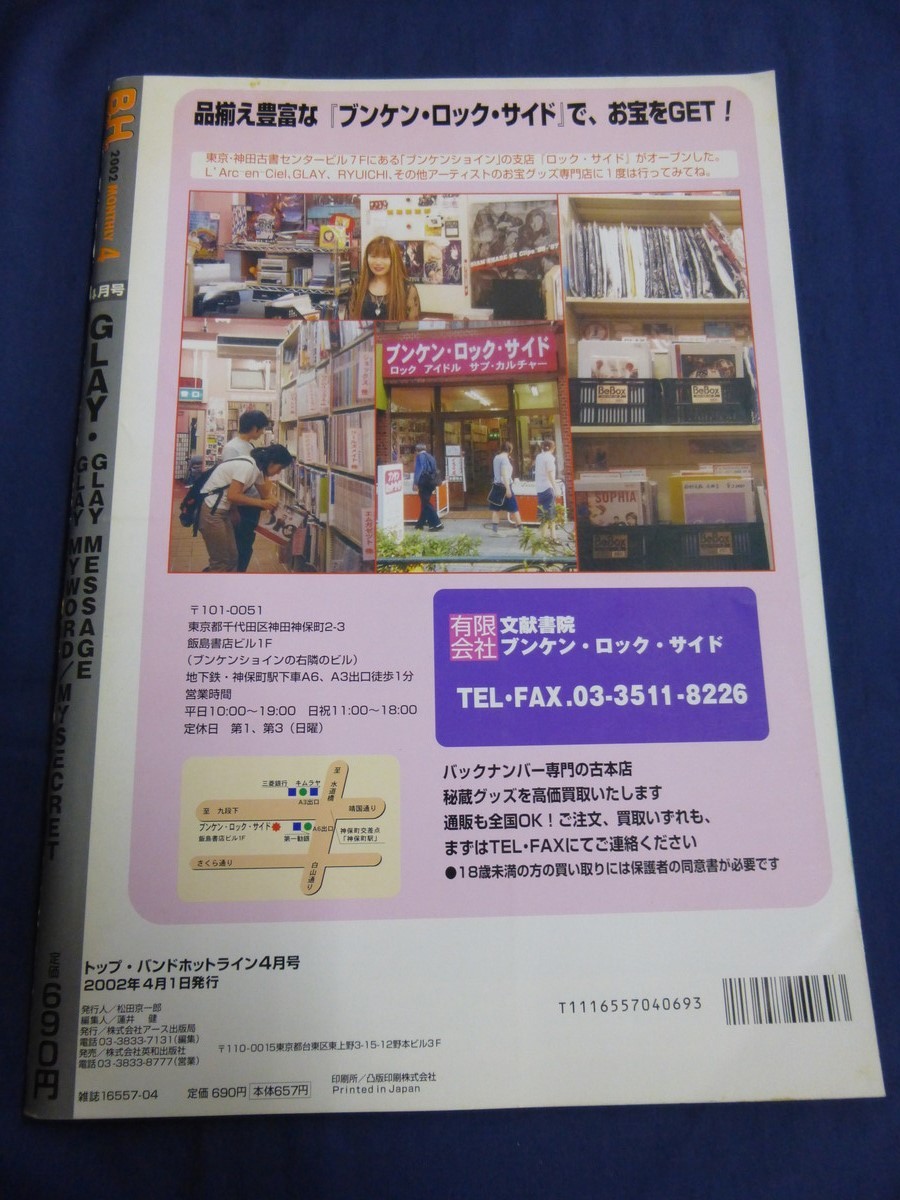 品揃え豊富な『ブンケン・ロック・サイド』で、お宝をGET！
東京・神田古書センタービル7Fにある「ブンケンショイン」の支店「ロック・サイド」がオープンした。
L'Arc en Ciel、GLAY、RYUICHI、その他アーティストのお宝グッズ専門店に1度は行ってみてね。
ブンケン・ロック・サイド
ロック アイドル サブ・カルチャー
BeBox
BeBox
SOPHIA
BeBox
BeBox
〒101-0051
東京都千代田区神田神保町2-3
飯島書店ビル1F
（ブンケンショインの右隣のビル）
地下鉄・神保町駅下車A6、A3出口徒歩1分
営業時間
平日10:00〜19:00　日祝11:00〜18:00
定休日　第1、第3（日曜）
有限会社 文献書院
ブンケン・ロック・サイド
TEL・FAX.03-3511-8226
バックナンバー専門の古本店
秘蔵グッズを高価買取いたします
通販も全国OK！ご注文、買取いずれも、
まずはTEL・FAXにてご連絡ください
●18歳未満の方の買い取りには保護者の同意書が必要です
至 水道橋
三菱銀行 キムラヤ
A3出口
至 九段下
靖国通り
ブンケン・ロック・サイド
飯島書店ビル1F
第一勧銀
A6出口
神保町交差点
「神保町駅」
さくら通り
白山通り
至
トップ・バンドホットライン4月号
2002年4月1日発行
発行人／松田京一郎
編集人／蓮井　健
発行／株式会社アース出版局
電話03-3833-7131(編集)
発売／株式会社英和出版社
電話03-3833-8777(営業)
〒110-0015東京都台東区東上野3-15-12野本ビル3F
雑誌16557-04
定価 690円 本体657円
印刷所／凸版印刷株式会社
Printed in Japan
T1116557040693
B.H.
2002 MONTHLY 4
4月号
GLAY・GLAY MESSAGE
GLAY MYWORD／MYSECRET
定価690円